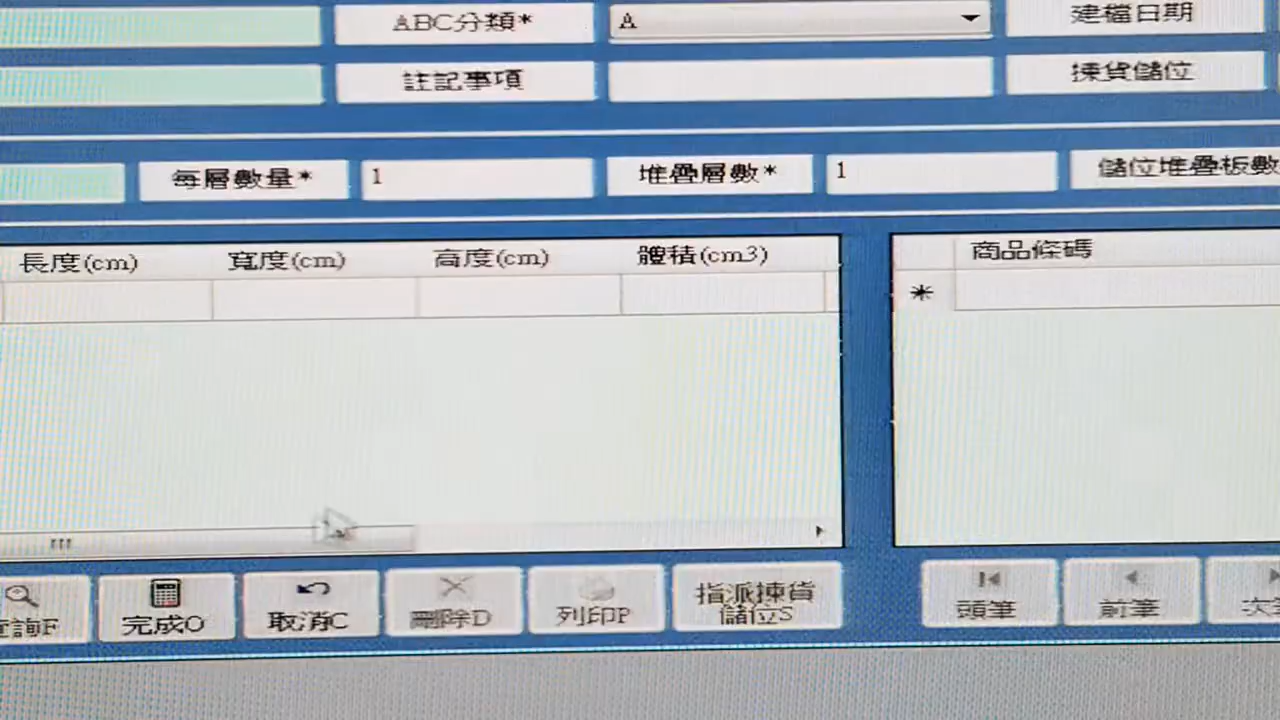 ABC分類*
A
建檔日期
註記事項
揀貨儲位
每層數量*
1
堆疊層數*
1
儲位堆疊板數
長度(cm)
寬度(cm)
高度(cm)
體積(cm3)
商品條碼
*
查詢F
完成O
取消C
刪除D
列印P
指派揀貨
儲位S
頭筆
前筆
次